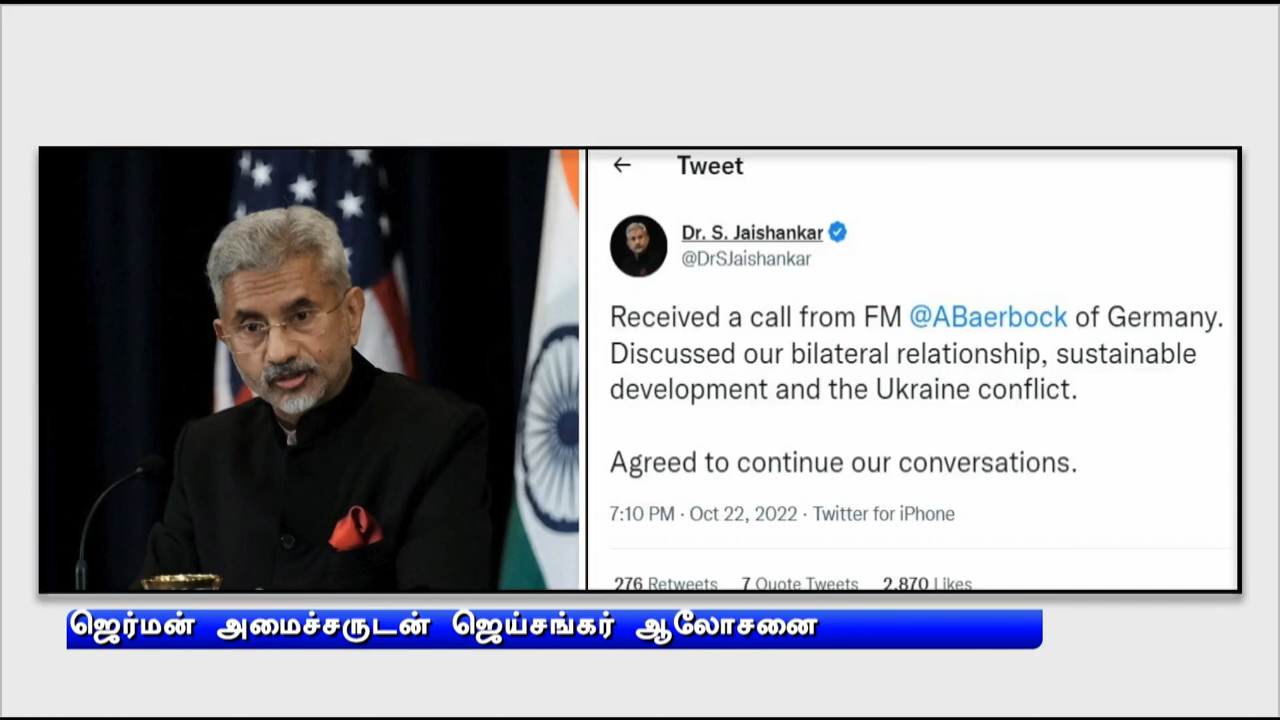 ← Tweet
Dr. S. Jaishankar
@DrSJaishankar
Received a call from FM @ABaerbock of Germany.
Discussed our bilateral relationship, sustainable
development and the Ukraine conflict.
Agreed to continue our conversations.
7:10 PM · Oct 22, 2022 · Twitter for iPhone
276 Retweets 7 Quote Tweets 2,870 Likes
ஜெர்மன் அமைச்சருடன் ஜெய்சங்கர் ஆலோசனை